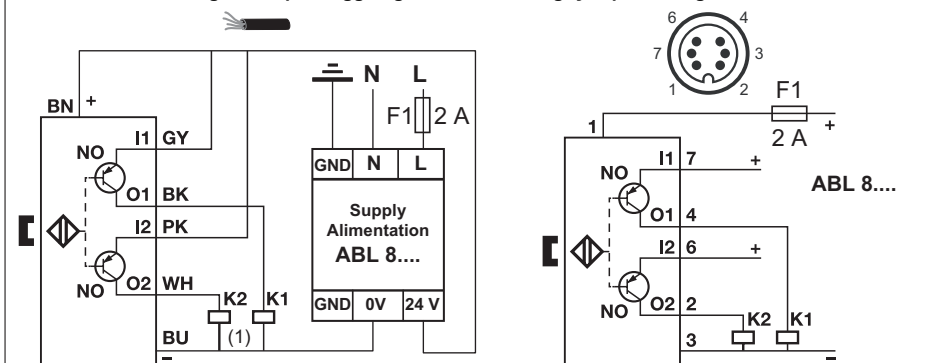 6 4
7 3
1 2
N L
F1 2 A
BN +
I1 GY
NO
O1 BK
I2 PK
NO
O2 WH
K2 K1
(1)
BU
-
GND N L
Supply
Alimentation
ABL 8....
GND 0V 24 V
F1
2 A
+
1
I1 7 +
NO
O1 4
I2 6 +
NO
O2 2
K2 K1
3
-
ABL 8....